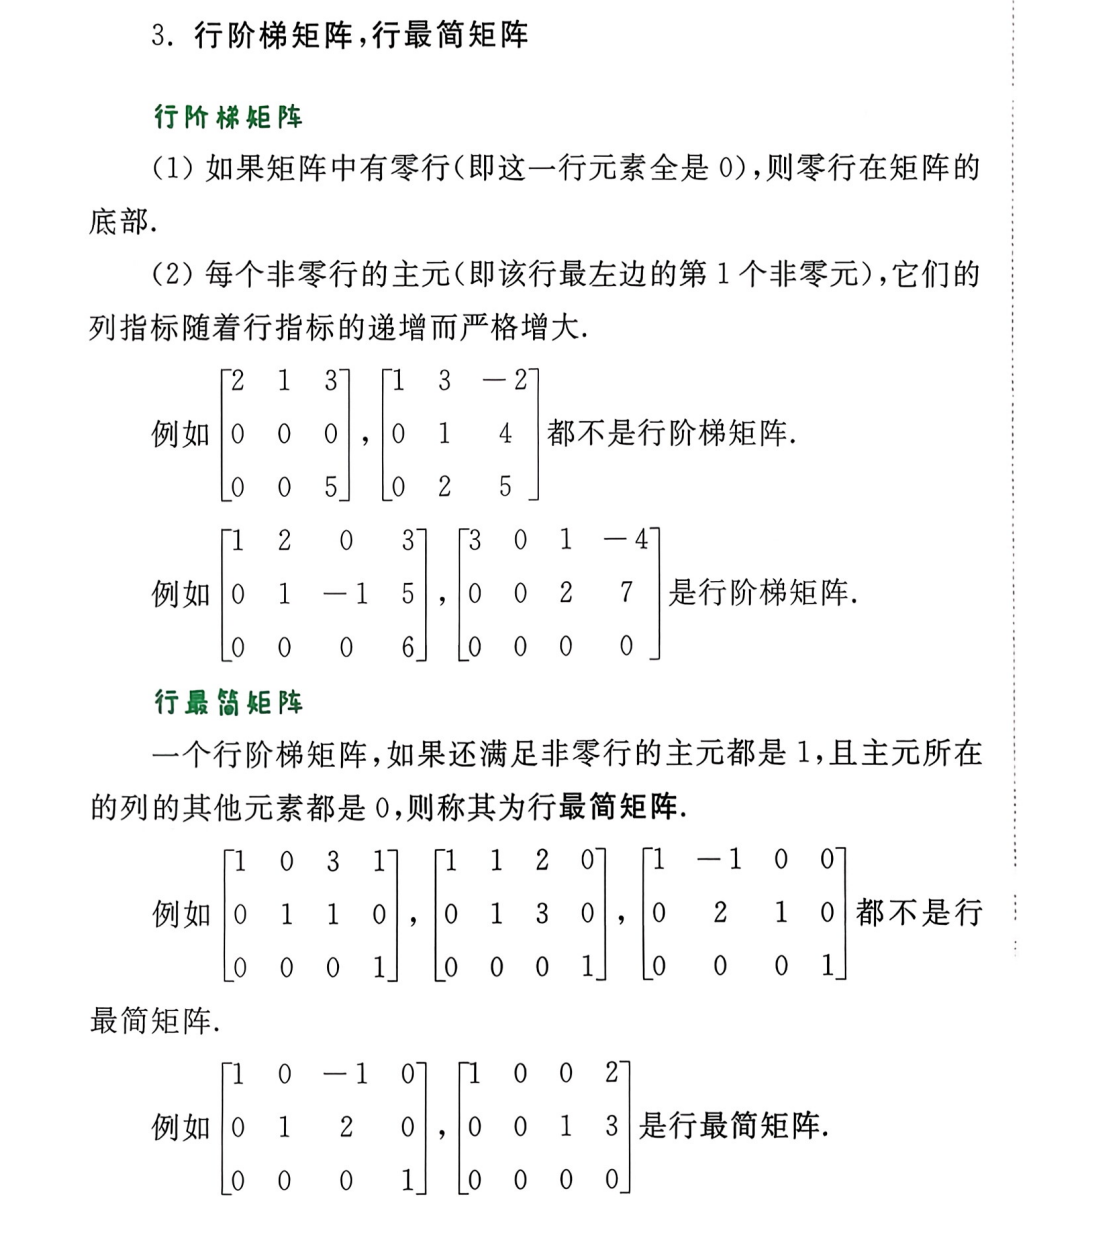 3. 行阶梯矩阵,行最简矩阵
行阶梯矩阵
(1) 如果矩阵中有零行(即这一行元素全是 0),则零行在矩阵的
底部.
(2) 每个非零行的主元(即该行最左边的第 1 个非零元),它们的
列指标随着行指标的递增而严格增大.
2 1 3 1 3 -2
例如 0 0 0 , 0 1 4 都不是行阶梯矩阵.
0 0 5 0 2 5
1 2 0 3 3 0 1 -4
例如 0 1 -1 5 , 0 0 2 7 是行阶梯矩阵.
0 0 0 6 0 0 0 0
行最简矩阵
一个行阶梯矩阵,如果还满足非零行的主元都是 1,且主元所在
的列的其他元素都是 0,则称其为行最简矩阵.
1 0 3 1 1 1 2 0 1 -1 0 0
例如 0 1 1 0 , 0 1 3 0 , 0 2 1 0 都不是行
0 0 0 1 0 0 0 1 0 0 0 1
最简矩阵.
1 0 -1 0 1 0 0 2
例如 0 1 2 0 , 0 0 1 3 是行最简矩阵.
0 0 0 1 0 0 0 0